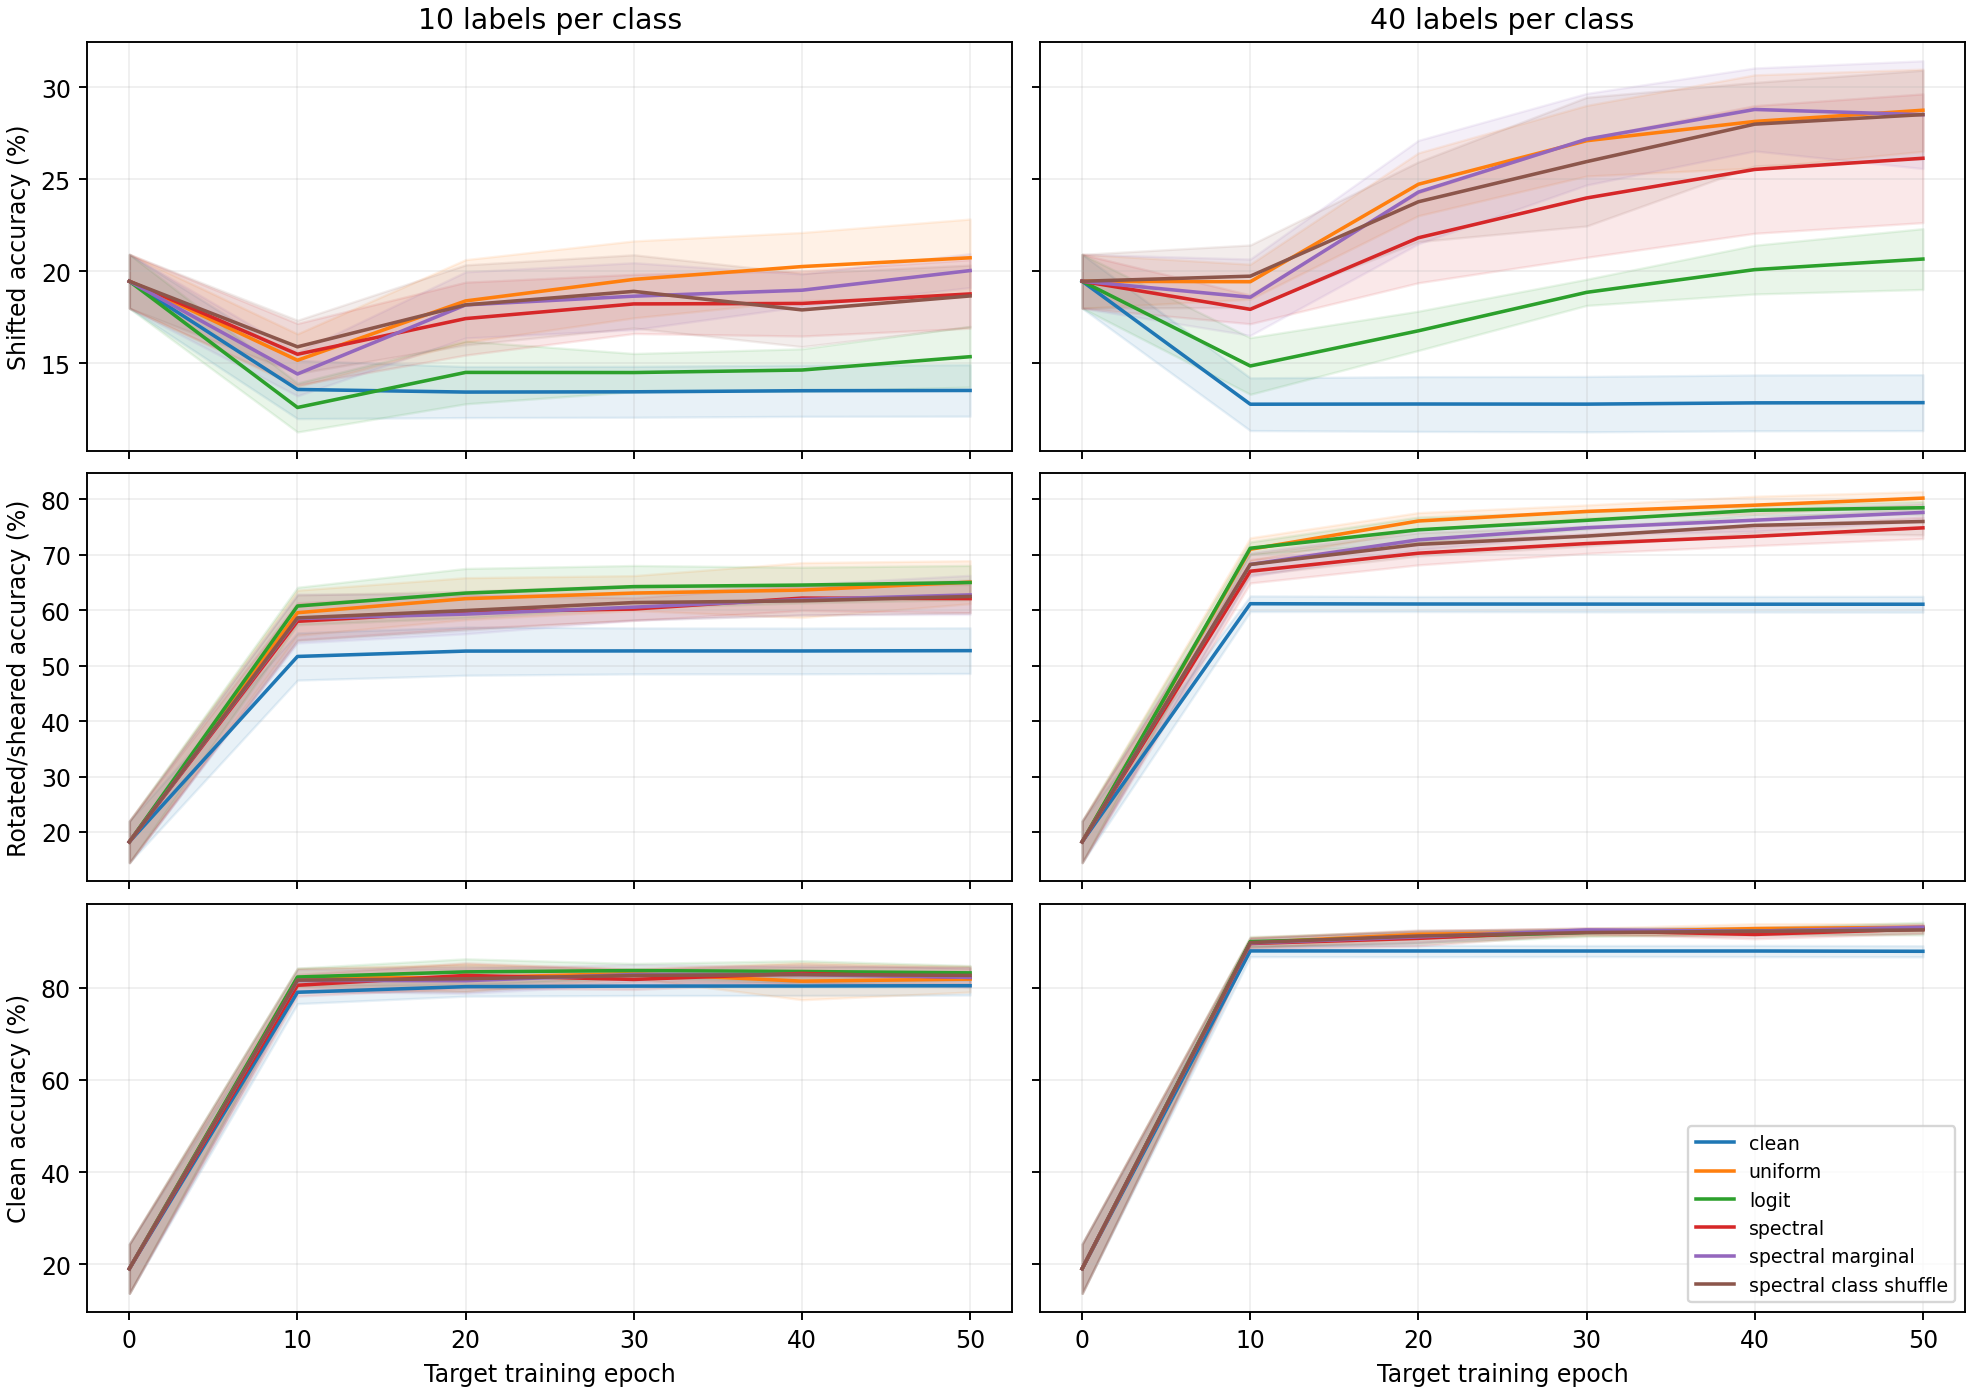 10 labels per class
40 labels per class
Shifted accuracy (%)
30
25
20
15
Rotated/sheared accuracy (%)
80
70
60
50
40
30
20
Clean accuracy (%)
80
60
40
20
clean
uniform
logit
spectral
spectral marginal
spectral class shuffle
0 10 20 30 40 50
0 10 20 30 40 50
Target training epoch
Target training epoch